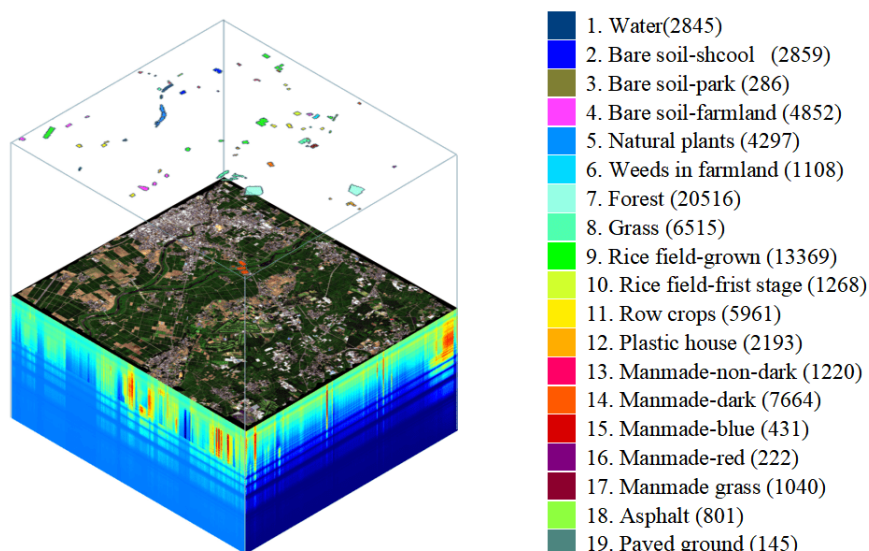 1. Water(2845)
2. Bare soil-shcool (2859)
3. Bare soil-park (286)
4. Bare soil-farmland (4852)
5. Natural plants (4297)
6. Weeds in farmland (1108)
7. Forest (20516)
8. Grass (6515)
9. Rice field-grown (13369)
10. Rice field-frist stage (1268)
11. Row crops (5961)
12. Plastic house (2193)
13. Manmade-non-dark (1220)
14. Manmade-dark (7664)
15. Manmade-blue (431)
16. Manmade-red (222)
17. Manmade grass (1040)
18. Asphalt (801)
19. Paved ground (145)